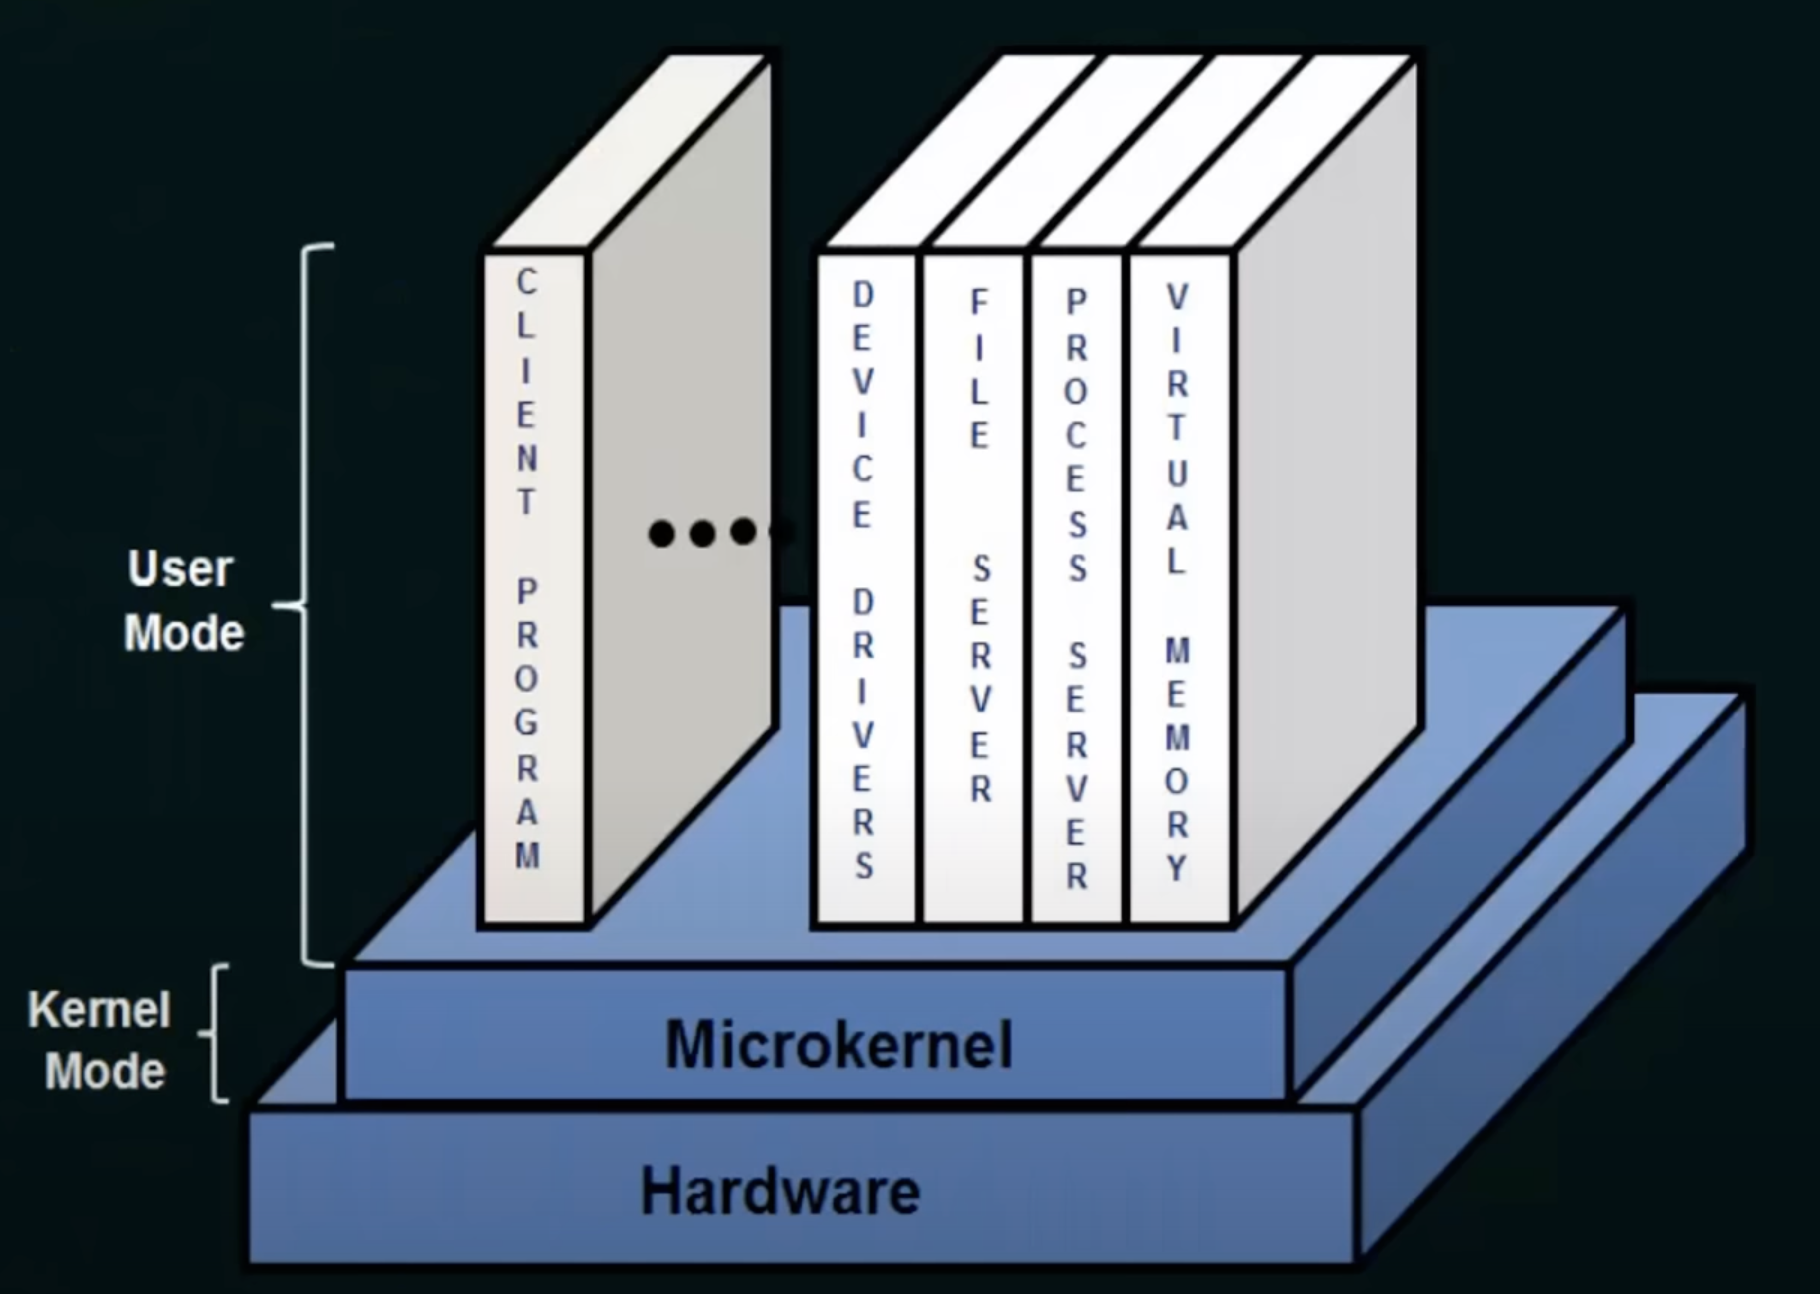 CLIENT PROGRAM
DEVICE DRIVERS
FILE SERVER
PROCESS SERVER
VIRTUAL MEMORY
User
Mode
Kernel
Mode
Microkernel
Hardware